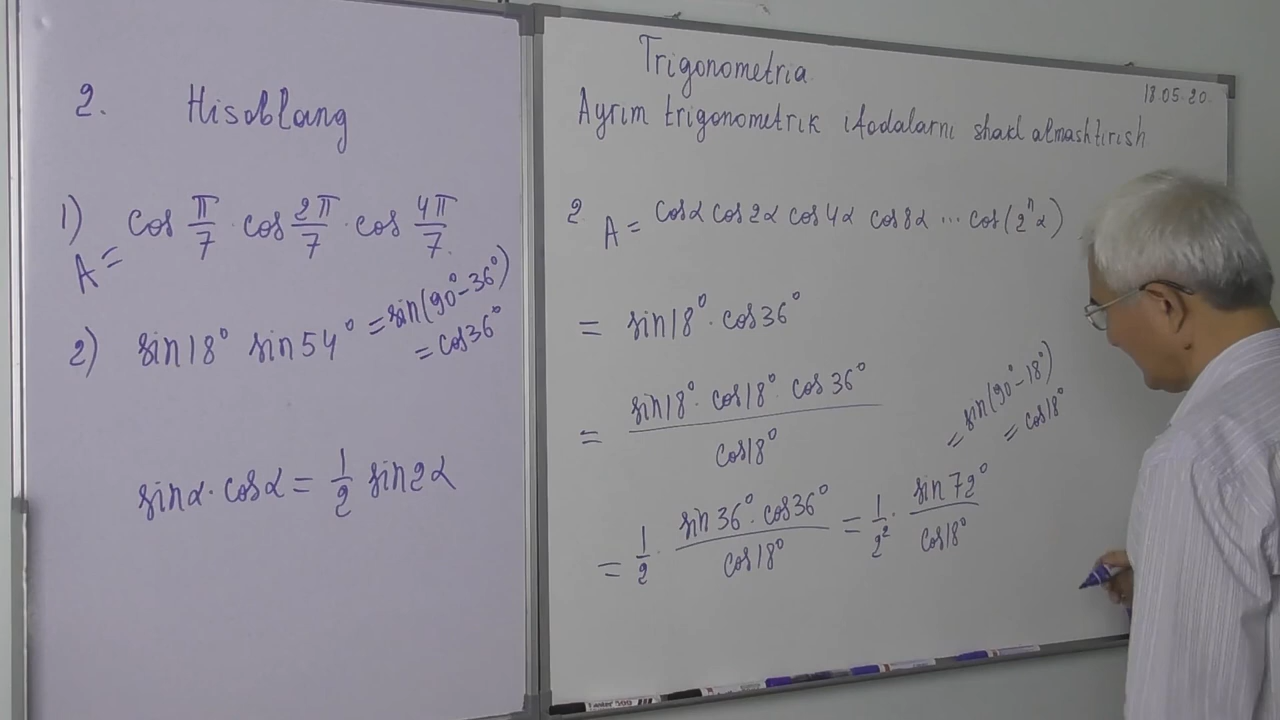 2. Hisoblang
1) A = cos π/7 · cos 2π/7 · cos 4π/7.
2) sin18° sin54° = sin(90°-36°)
= cos36°
sinα · cosα = 1/2 sin2α
Trigonometria
18.05.20.
Ayrim trigonometrik ifodalarni shakl almashtirish
2. A = cosα cos2α cos4α cos8α ... cos(2ⁿα)
= sin18° · cos36°
= sin18° · cos18° · cos36° / cos18°
= sin(90°-18°)
= cos18°
= 1/2 · sin36° · cos36° / cos18° = 1/2² · sin72° / cos18°